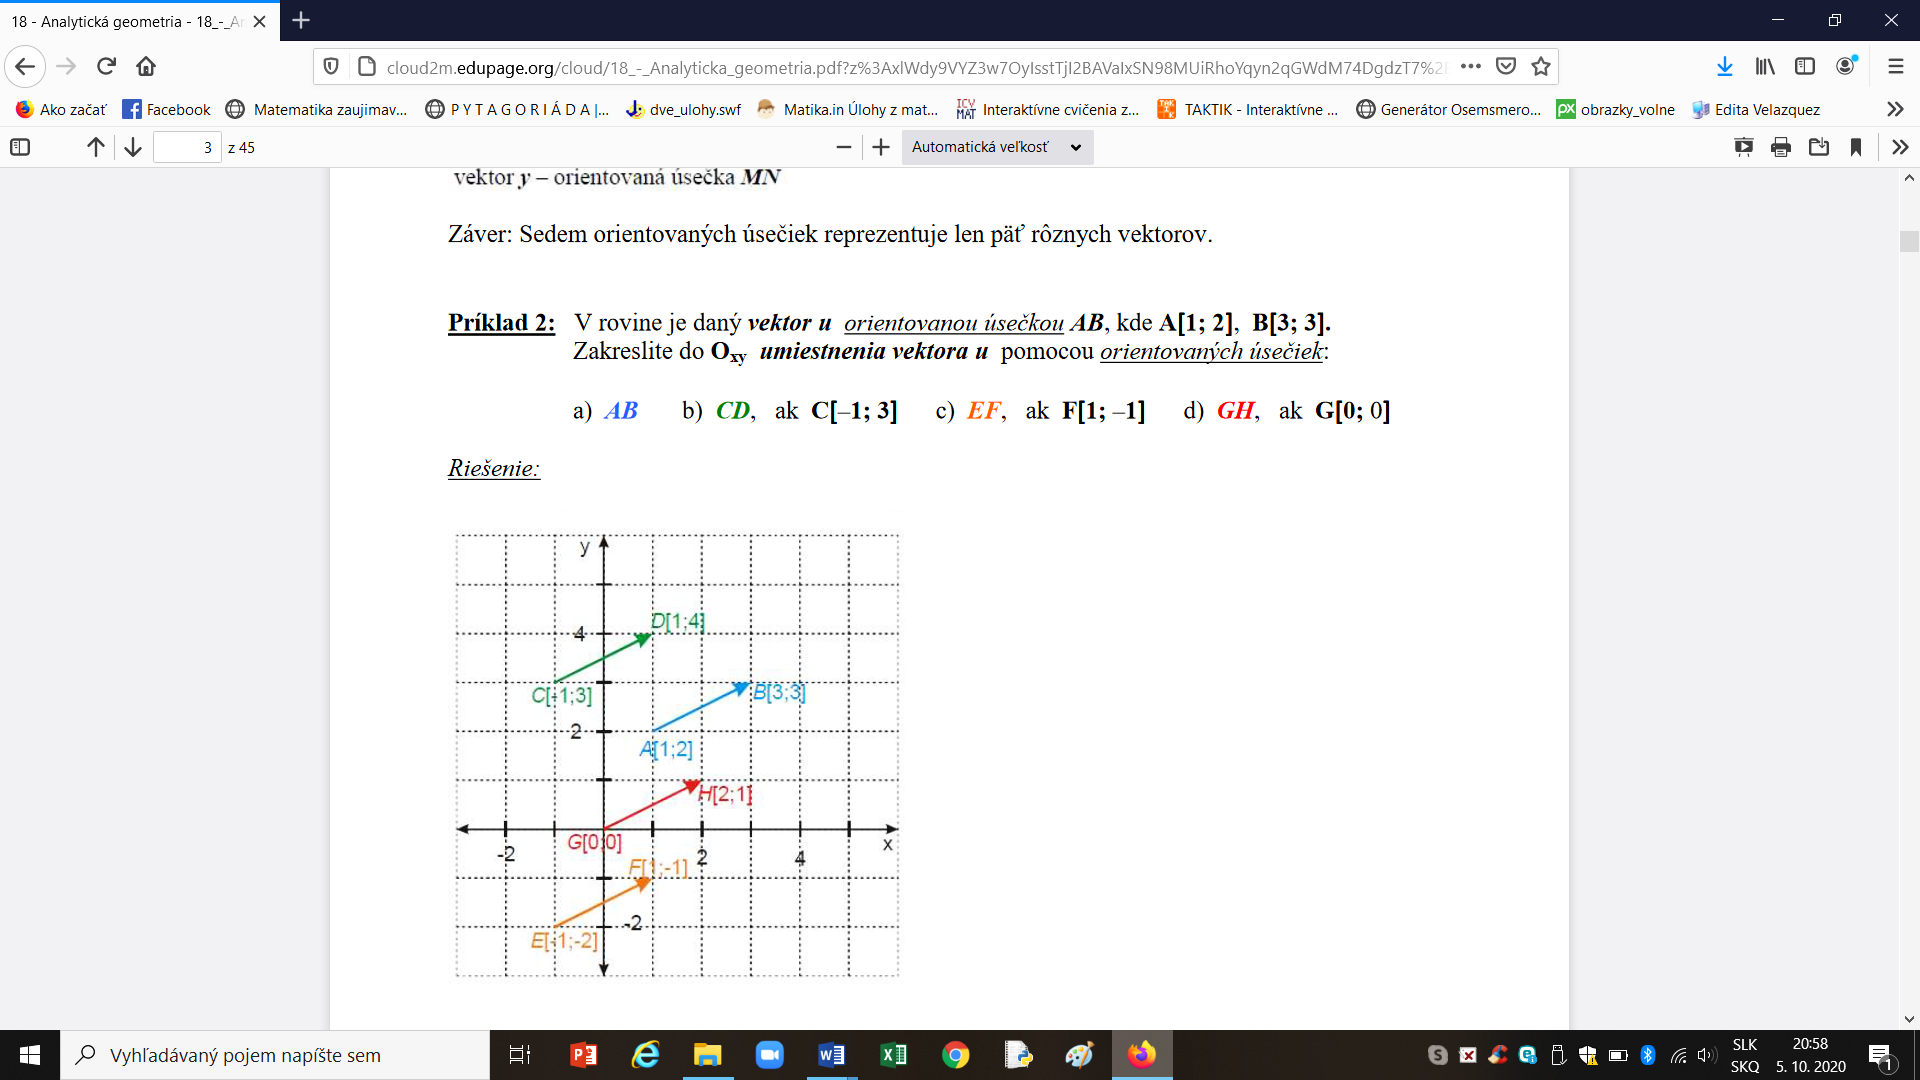 18 - Analytická geometria - 18_-_An
cloud2m.edupage.org/cloud/18_-_Analyticka_geometria.pdf?z%3AxlWdy9VYZ3w7OyIsstTjI2BAVaIxSN98MUiRhoYqyn2qGWdM74DgdzT7%2
Ako začať Facebook Matematika zaujimav... P Y T A G O R I Á D A |... dve_ulohy.swf Matika.in Úlohy z mat... Interaktívne cvičenia z... TAKTIK - Interaktívne ... Generátor Osemsmero... obrazky_volne Edita Velazquez
3 z 45 Automatická veľkosť
vektor y – orientovaná úsečka MN
Záver: Sedem orientovaných úsečiek reprezentuje len päť rôznych vektorov.
Príklad 2: V rovine je daný vektor u orientovanou úsečkou AB, kde A[1; 2], B[3; 3].
Zakreslite do Oxy umiestnenia vektora u pomocou orientovaných úsečiek:
a) AB b) CD, ak C[–1; 3] c) EF, ak F[1; –1] d) GH, ak G[0; 0]
Riešenie:
y
D[1;4]
4
C[-1;3]
B[3;3]
2
A[1;2]
H[2;1]
G[0;0]
x
-2
2
4
F[1;-1]
-2
E[-1;-2]
Vyhľadávaný pojem napíšte sem
SLK
SKQ
20:58
5. 10. 2020
1